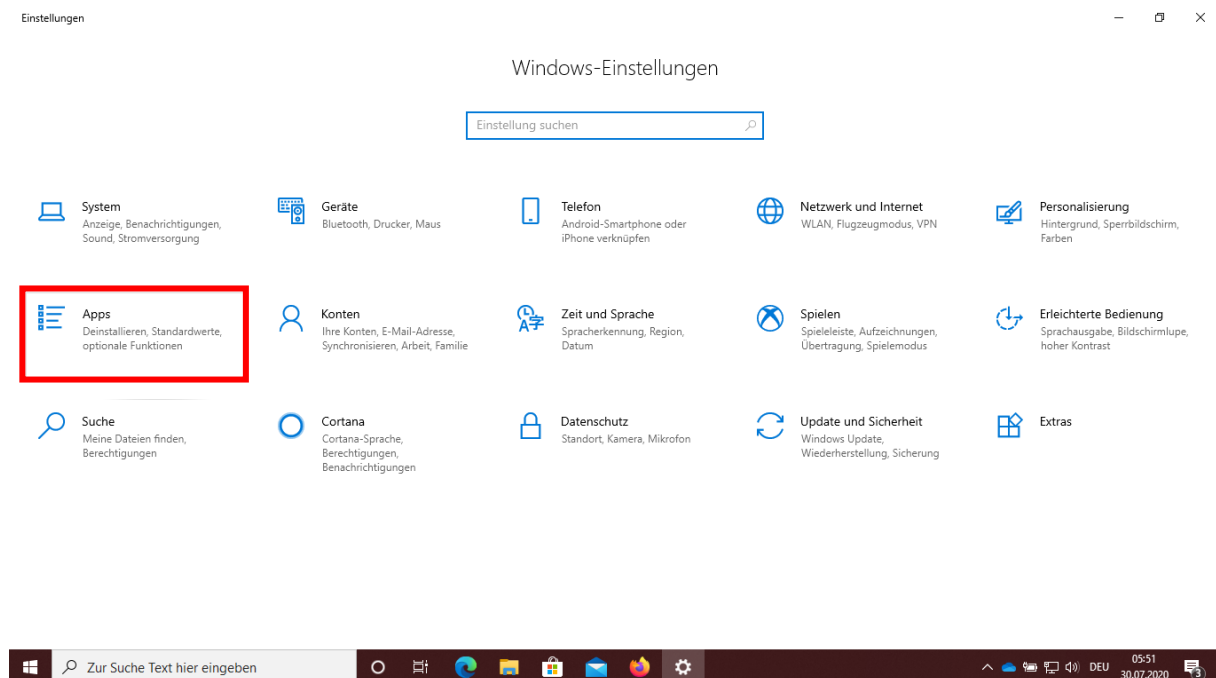 Einstellungen
Windows-Einstellungen
Einstellung suchen
System
Anzeige, Benachrichtigungen,
Sound, Stromversorgung
Geräte
Bluetooth, Drucker, Maus
Telefon
Android-Smartphone oder
iPhone verknüpfen
Netzwerk und Internet
WLAN, Flugzeugmodus, VPN
Personalisierung
Hintergrund, Sperrbildschirm,
Farben
Apps
Deinstallieren, Standardwerte,
optionale Funktionen
Konten
Ihre Konten, E-Mail-Adresse,
Synchronisieren, Arbeit, Familie
Zeit und Sprache
Spracherkennung, Region,
Datum
Spielen
Spieleleiste, Aufzeichnungen,
Übertragung, Spielemodus
Erleichterte Bedienung
Sprachausgabe, Bildschirmlupe,
hoher Kontrast
Suche
Meine Dateien finden,
Berechtigungen
Cortana
Cortana-Sprache,
Berechtigungen,
Benachrichtigungen
Datenschutz
Standort, Kamera, Mikrofon
Update und Sicherheit
Windows Update,
Wiederherstellung, Sicherung
Extras
Zur Suche Text hier eingeben
DEU
05:51
30.07.2020
3